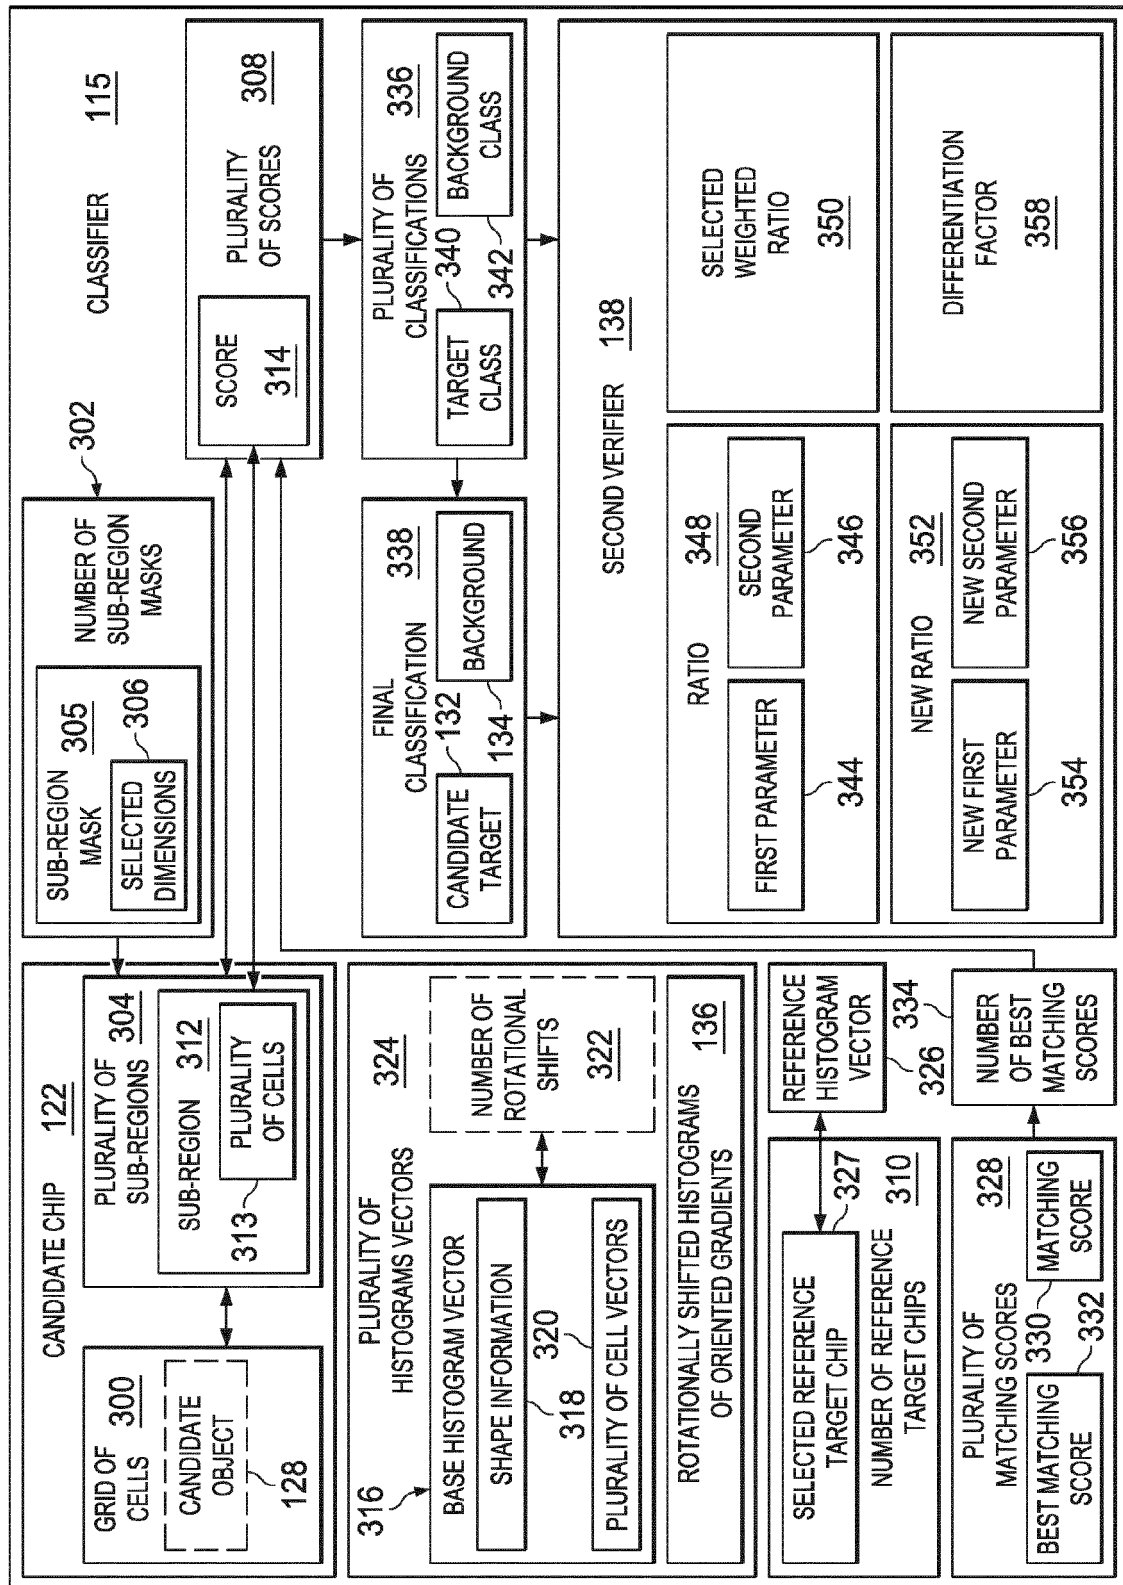 CLASSIFIER
115
CANDIDATE CHIP
122
GRID OF
CELLS
300
CANDIDATE
OBJECT
128
PLURALITY OF
SUB-REGIONS
304
SUB-REGION
312
PLURALITY
OF CELLS
313
NUMBER OF
SUB-REGION
MASKS
302
SUB-REGION
MASK
305
SELECTED
DIMENSIONS
306
PLURALITY
OF SCORES
308
SCORE
314
PLURALITY OF
HISTOGRAMS VECTORS
324
316
BASE HISTOGRAM VECTOR
SHAPE INFORMATION
318
320
PLURALITY OF CELL VECTORS
NUMBER OF
ROTATIONAL
SHIFTS
322
ROTATIONALLY SHIFTED HISTOGRAMS
OF ORIENTED GRADIENTS
136
FINAL
CLASSIFICATION
338
132
CANDIDATE
TARGET
134
BACKGROUND
PLURALITY OF
CLASSIFICATIONS
336
340
TARGET
CLASS
342
BACKGROUND
CLASS
SELECTED REFERENCE
TARGET CHIP
327
NUMBER OF REFERENCE
TARGET CHIPS
310
REFERENCE
HISTOGRAM
VECTOR
326
PLURALITY OF
MATCHING SCORES
328
330
MATCHING
SCORE
BEST MATCHING
SCORE
332
334
NUMBER
OF BEST
MATCHING
SCORES
SECOND VERIFIER
138
RATIO
348
FIRST PARAMETER
344
SECOND
PARAMETER
346
SELECTED
WEIGHTED
RATIO
350
NEW RATIO
352
NEW FIRST
PARAMETER
354
NEW SECOND
PARAMETER
356
DIFFERENTIATION
FACTOR
358